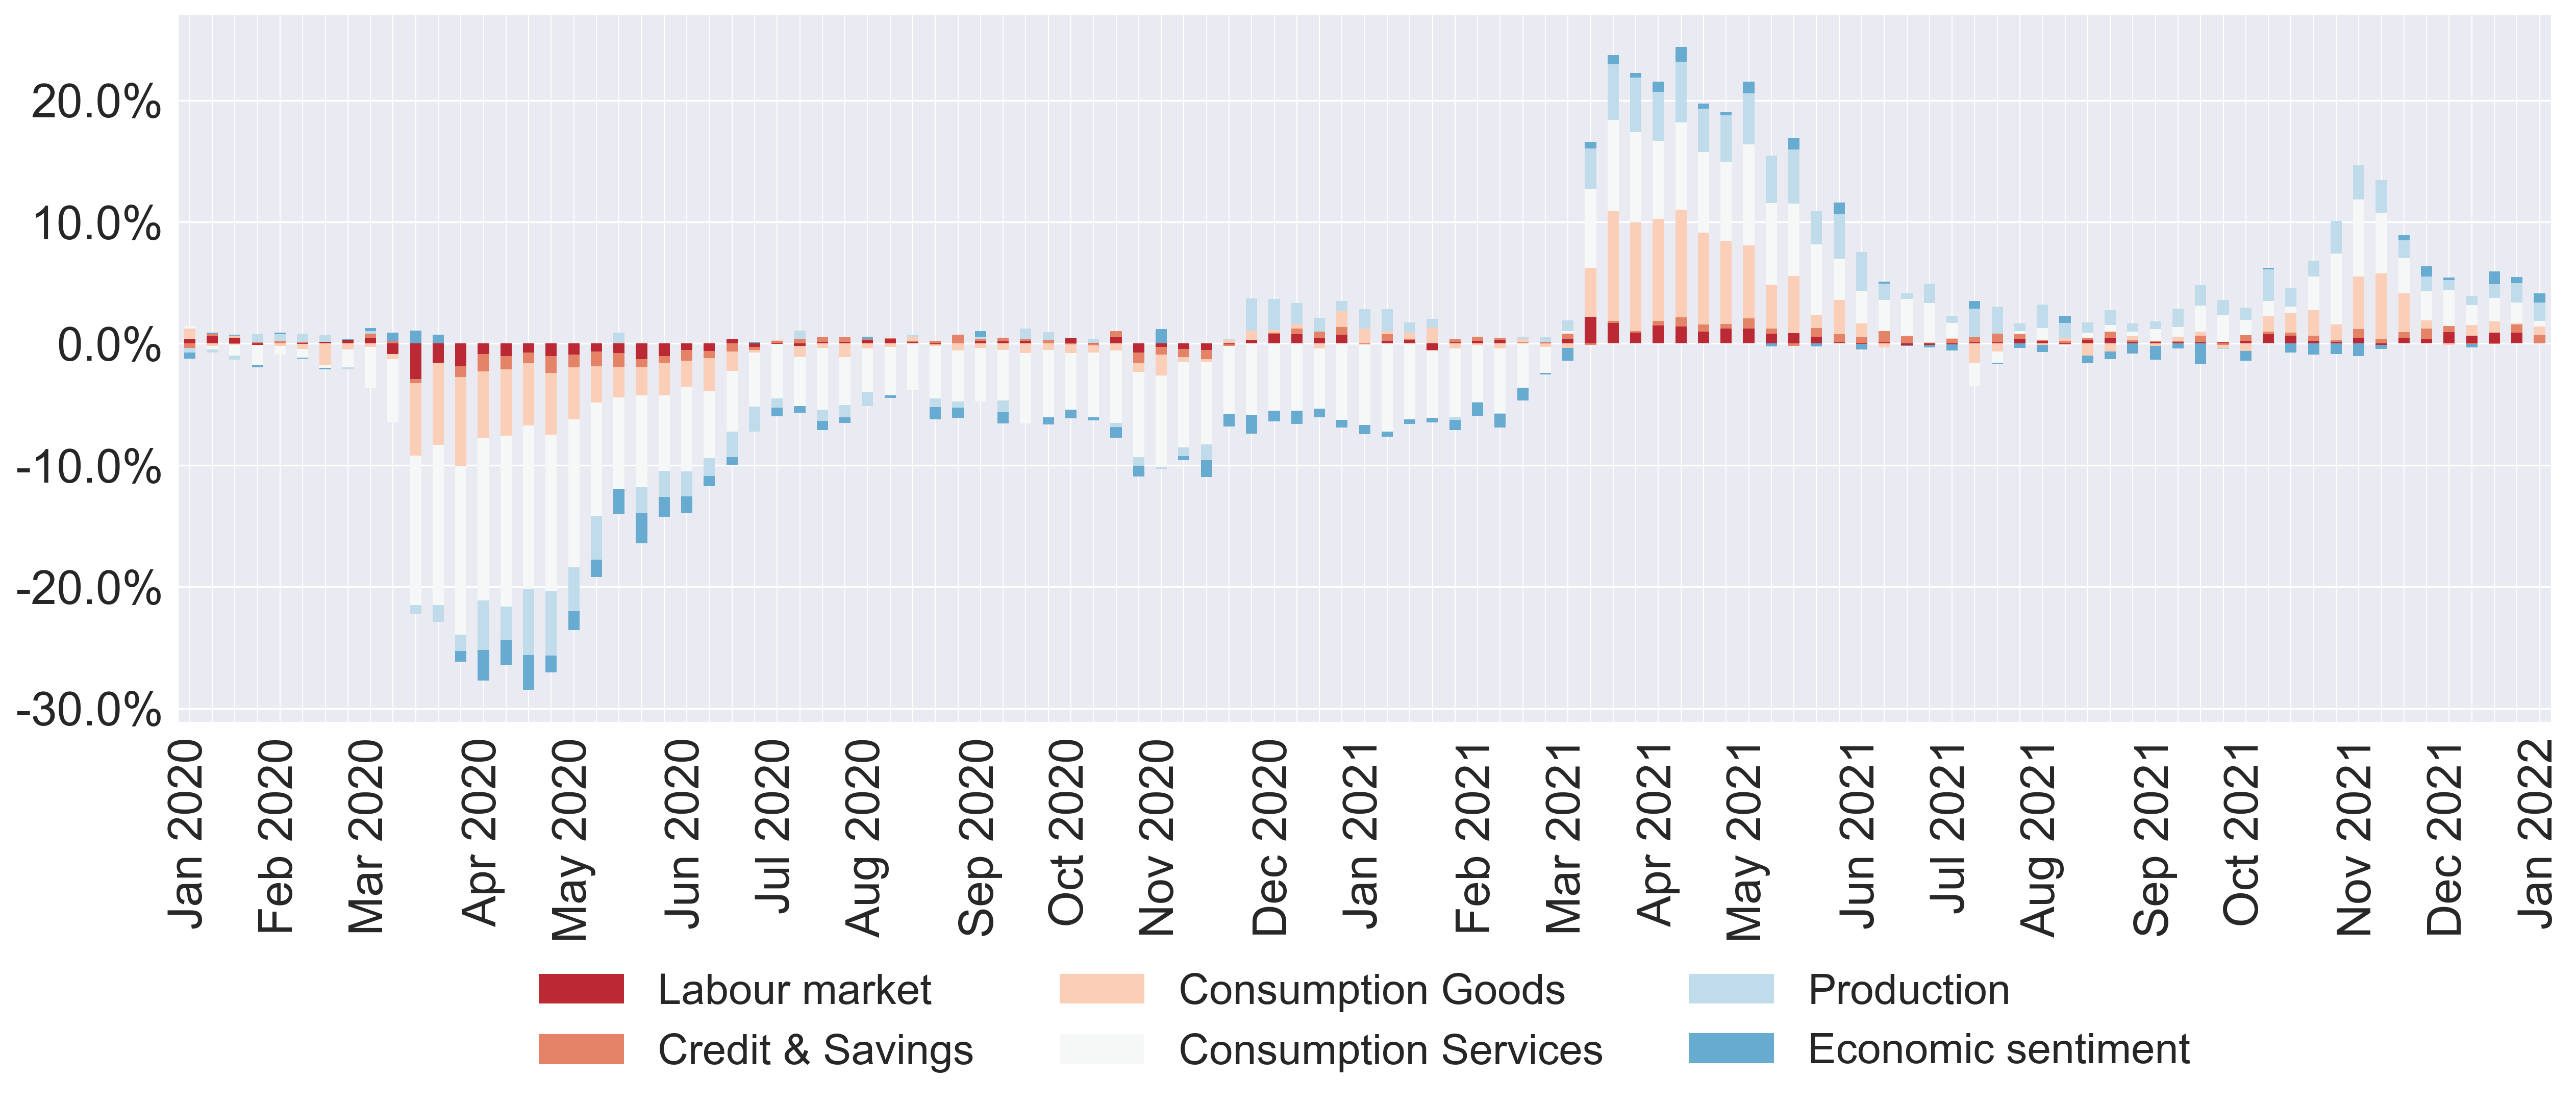 20.0%
10.0%
0.0%
-10.0%
-20.0%
-30.0%
Jan 2020
Feb 2020
Mar 2020
Apr 2020
May 2020
Jun 2020
Jul 2020
Aug 2020
Sep 2020
Oct 2020
Nov 2020
Dec 2020
Jan 2021
Feb 2021
Mar 2021
Apr 2021
May 2021
Jun 2021
Jul 2021
Aug 2021
Sep 2021
Oct 2021
Nov 2021
Dec 2021
Jan 2022
Labour market
Credit & Savings
Consumption Goods
Consumption Services
Production
Economic sentiment